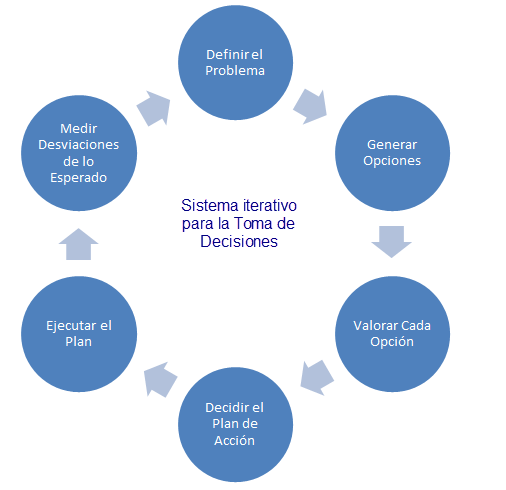 Definir el
Problema
Generar
Opciones
Valorar Cada
Opción
Decidir el
Plan de
Acción
Ejecutar el
Plan
Medir
Desviaciones
de lo
Esperado
Sistema iterativo
para la Toma de
Decisiones